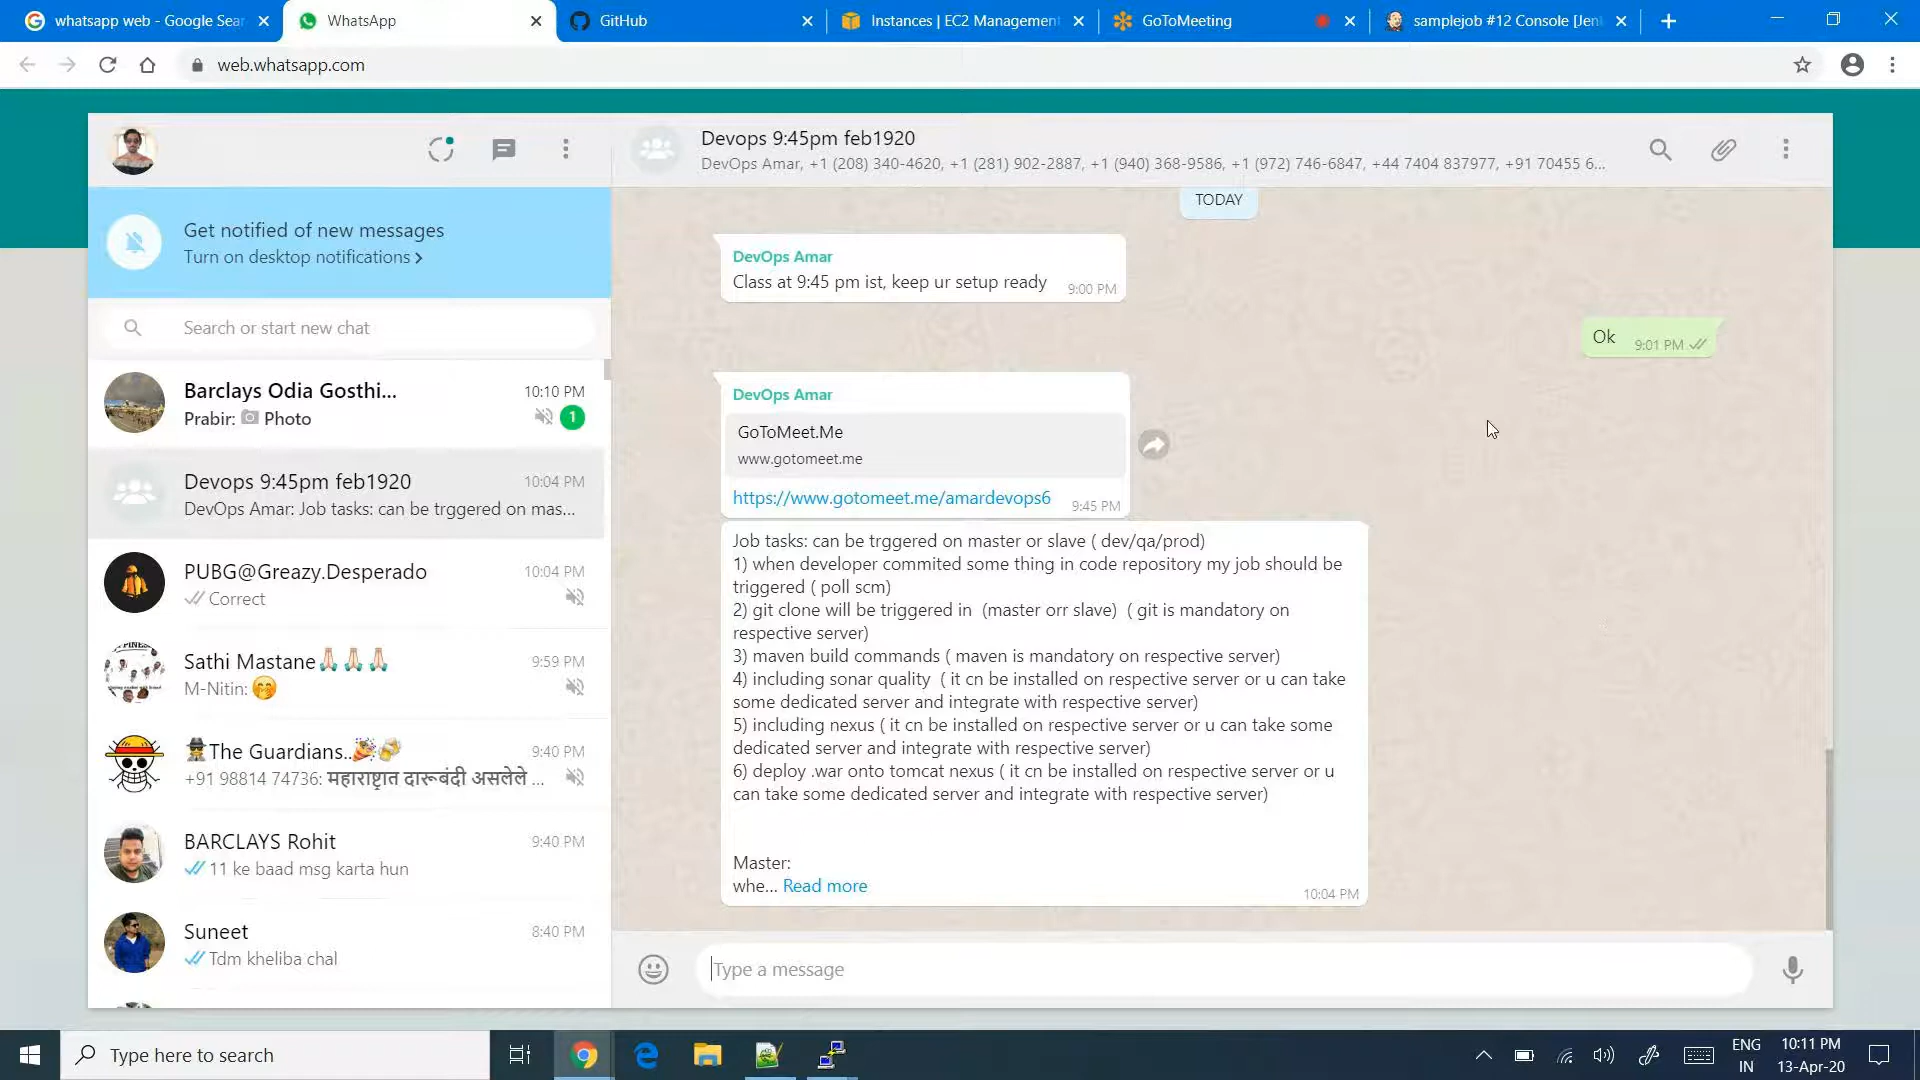 whatsapp web - Google Sear
WhatsApp
GitHub
Instances | EC2 Management
GoToMeeting
samplejob #12 Console [Jen
web.whatsapp.com
Devops 9:45pm feb1920
DevOps Amar, +1 (208) 340-4620, +1 (281) 902-2887, +1 (940) 368-9586, +1 (972) 746-6847, +44 7404 837977, +91 70455 6...
Get notified of new messages
Turn on desktop notifications
Search or start new chat
Barclays Odia Gosthi... 10:10 PM
Prabir: Photo 1
Devops 9:45pm feb1920 10:04 PM
DevOps Amar: Job tasks: can be trggered on mas...
PUBG@Greazy.Desperado 10:04 PM
Correct
Sathi Mastane🙏🏻🙏🏻🙏🏻 9:59 PM
M-Nitin: 🤭
The Guardians..🎉🍻 9:40 PM
+91 98814 74736: महाराष्ट्रात दारूबंदी असलेले ...
BARCLAYS Rohit 9:40 PM
11 ke baad msg karta hun
Suneet 8:40 PM
Tdm kheliba chal
TODAY
DevOps Amar
Class at 9:45 pm ist, keep ur setup ready 9:00 PM
Ok 9:01 PM
DevOps Amar
GoToMeet.Me
www.gotomeet.me
https://www.gotomeet.me/amardevops6 9:45 PM
Job tasks: can be trggered on master or slave ( dev/qa/prod)
1) when developer commited some thing in code repository my job should be
triggered ( poll scm)
2) git clone will be triggered in  (master orr slave)  ( git is mandatory on
respective server)
3) maven build commands ( maven is mandatory on respective server)
4) including sonar quality  ( it cn be installed on respective server or u can take
some dedicated server and integrate with respective server)
5) including nexus ( it cn be installed on respective server or u can take some
dedicated server and integrate with respective server)
6) deploy .war onto tomcat nexus ( it cn be installed on respective server or u
can take some dedicated server and integrate with respective server)
Master:
whe... Read more 10:04 PM
Type a message
Type here to search
ENG
IN
10:11 PM
13-Apr-20